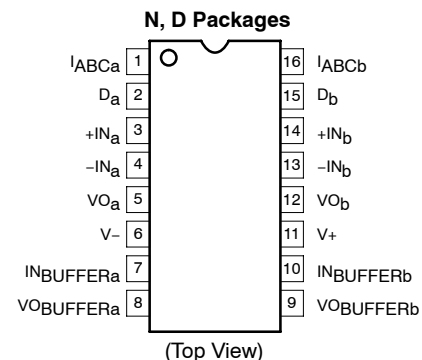 N, D Packages
IABCa 1 16 IABCb
Da 2 15 Db
+INa 3 14 +INb
−INa 4 13 −INb
VOa 5 12 VOb
V− 6 11 V+
INBUFFERa 7 10 INBUFFERb
VOBUFFERa 8 9 VOBUFFERb
(Top View)